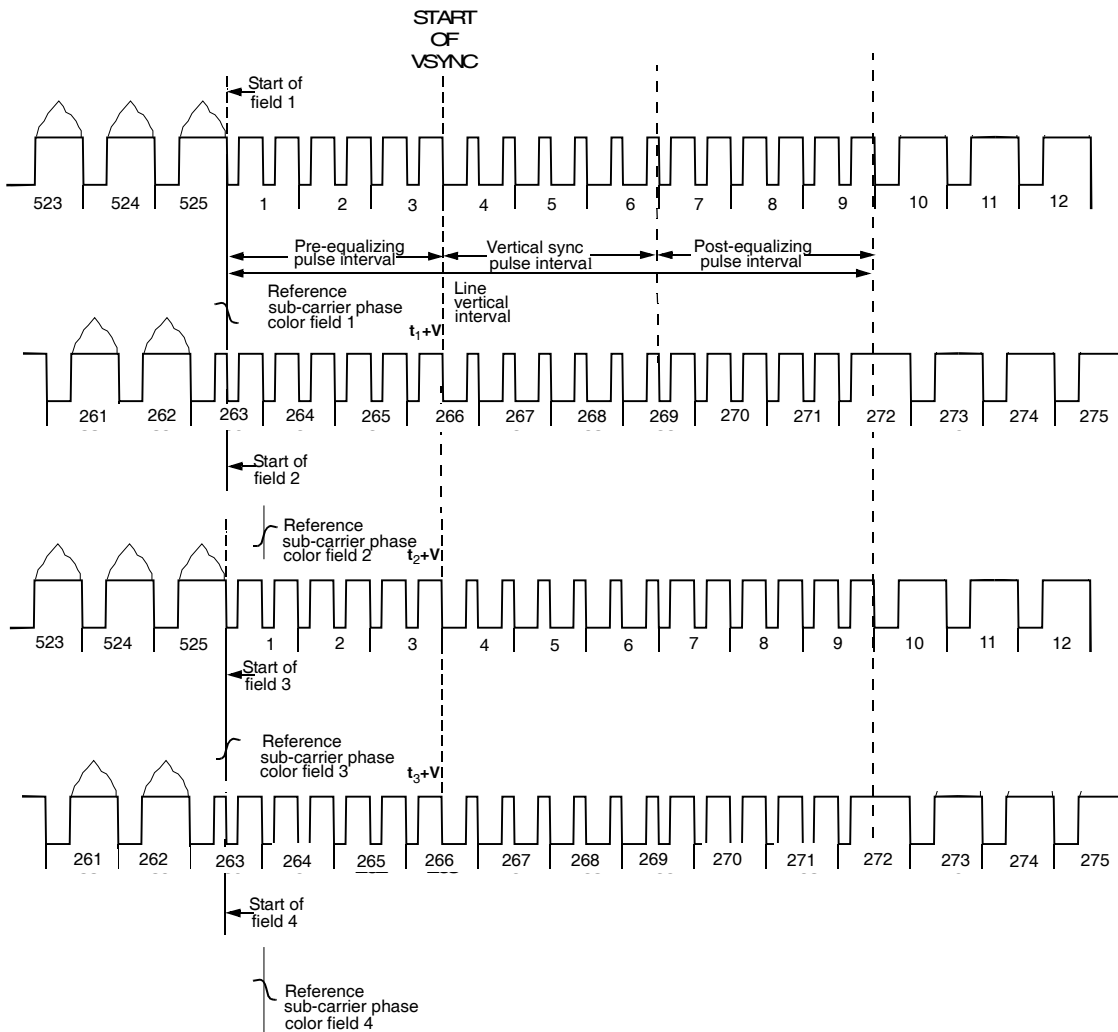 START
OF
VSYNC
Start of
field 1
523 524 525 1 2 3 4 5 6 7 8 9 10 11 12
Pre-equalizing
pulse interval
Vertical sync
pulse interval
Post-equalizing
pulse interval
Reference
sub-carrier phase
color field 1
t1+V
Line
vertical
interval
261 262 263 264 265 266 267 268 269 270 271 272 273 274 275
Start of
field 2
Reference
sub-carrier phase
color field 2
t2+V
523 524 525 1 2 3 4 5 6 7 8 9 10 11 12
Start of
field 3
Reference
sub-carrier phase
color field 3
t3+V
261 262 263 264 265 266 267 268 269 270 271 272 273 274 275
Start of
field 4
Reference
sub-carrier phase
color field 4